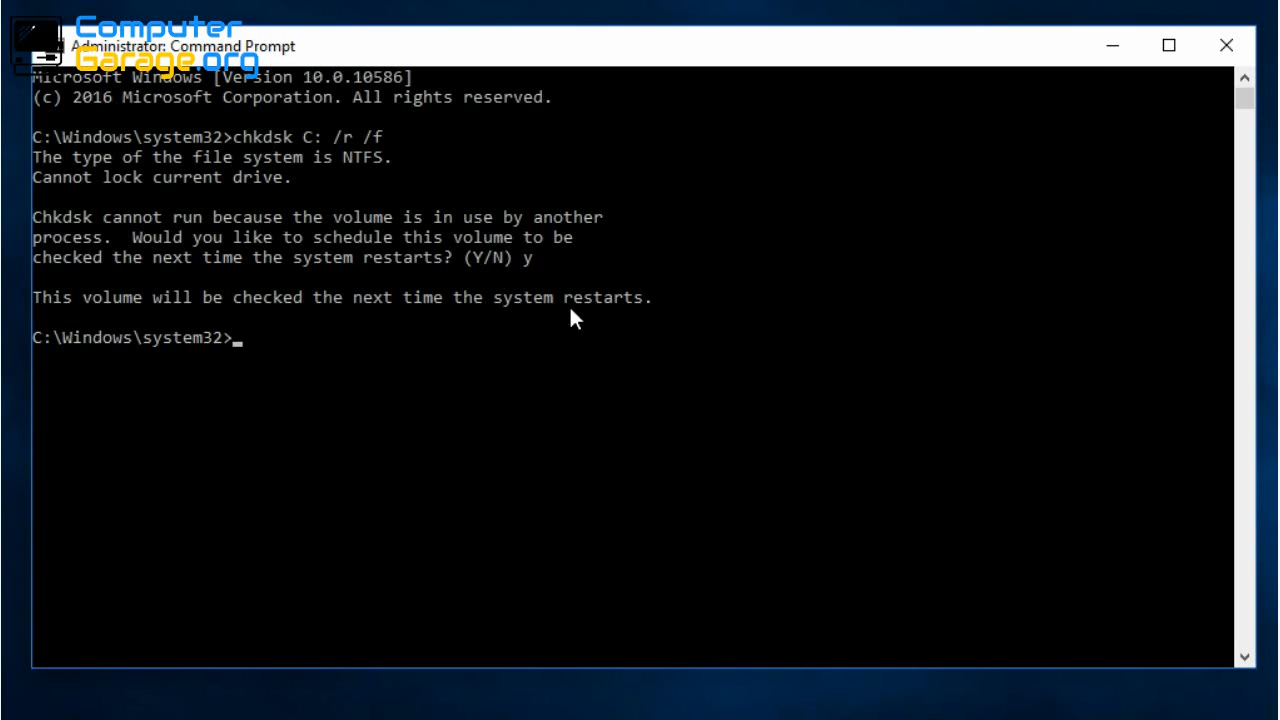 Computer
Garage.org
Administrator: Command Prompt
Microsoft Windows [Version 10.0.10586]
(c) 2016 Microsoft Corporation. All rights reserved.
C:\Windows\system32>chkdsk C: /r /f
The type of the file system is NTFS.
Cannot lock current drive.
Chkdsk cannot run because the volume is in use by another
process.  Would you like to schedule this volume to be
checked the next time the system restarts? (Y/N) y
This volume will be checked the next time the system restarts.
C:\Windows\system32>